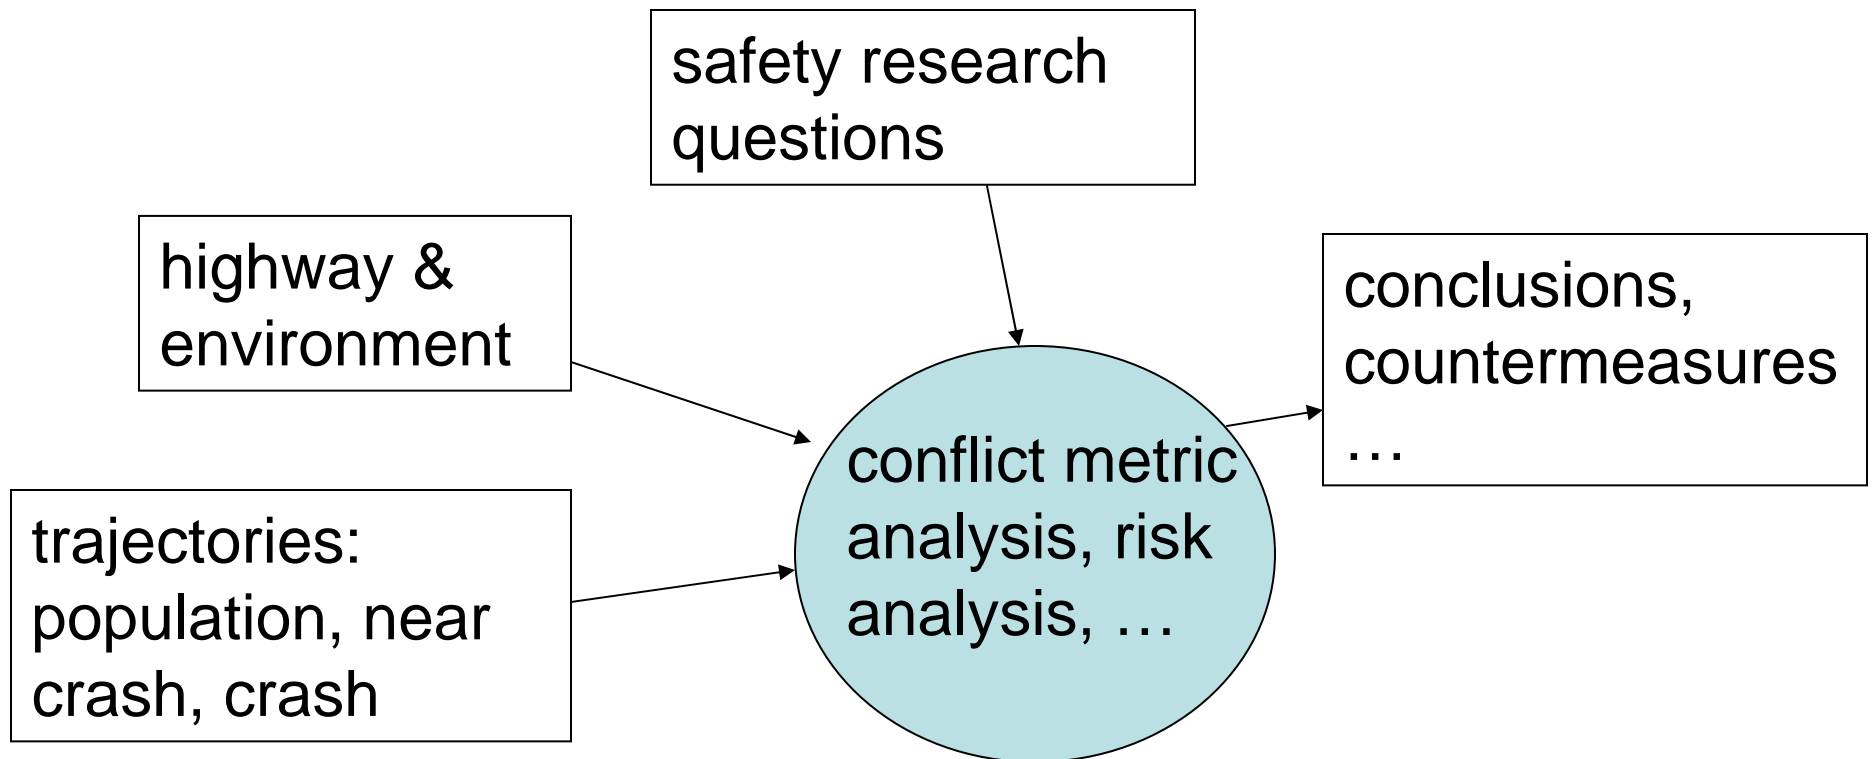 safety research
questions
highway &
environment
trajectories:
population, near
crash, crash
conflict metric
analysis, risk
analysis, …
conclusions,
countermeasures
…